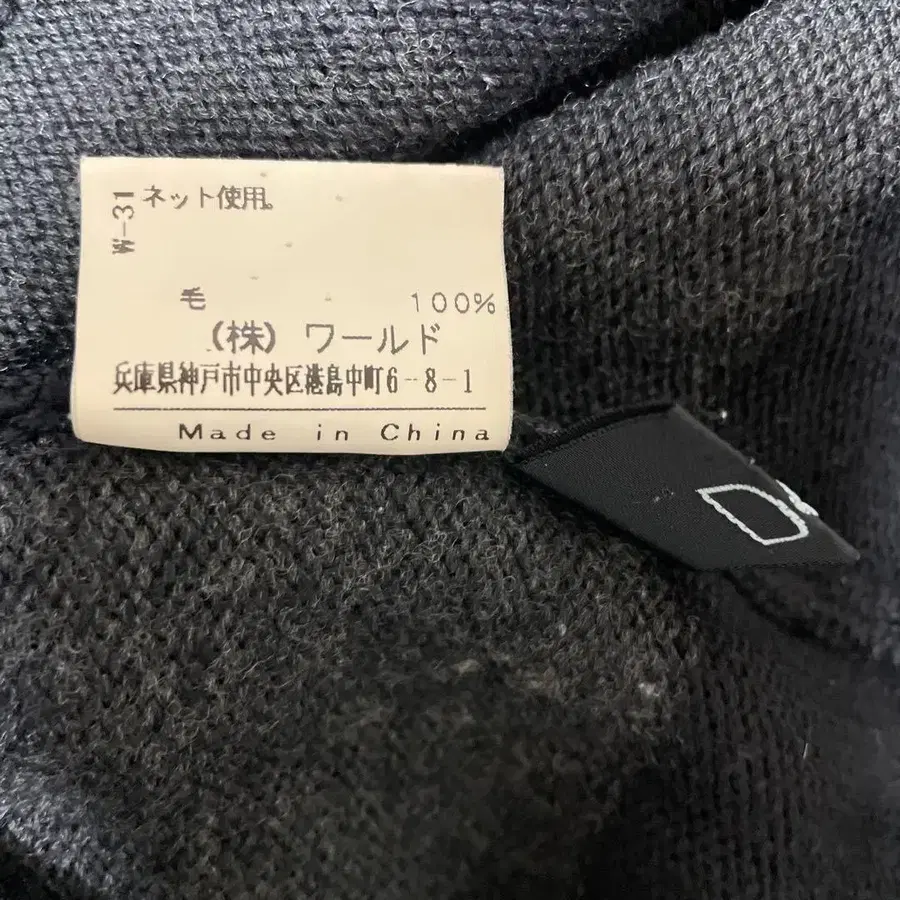 W-31
ネット使用。
毛 100%
(株) ワールド
兵庫県神戸市中央区港島中町6-8-1
Made in China